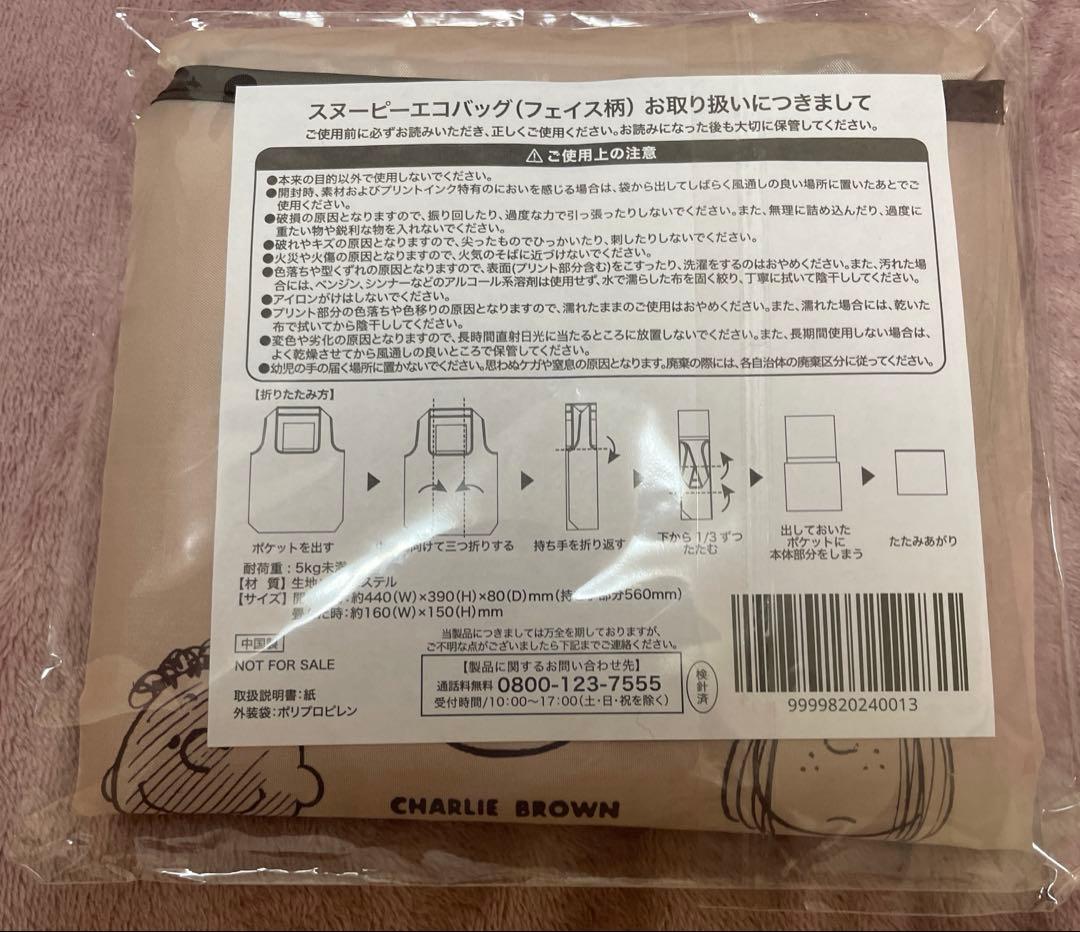 スヌーピーエコバッグ(フェイス柄) お取り扱いにつきまして
ご使用前に必ずお読みいただき、正しくご使用ください。お読みになった後も大切に保管してください。
⚠ ご使用上の注意
●本来の目的以外で使用しないでください。
●開封時、素材およびプリントインク特有のにおいを感じる場合は、袋から出してしばらく風通しの良い場所に置いたあとでご
使用ください。
●破損の原因となりますので、振り回したり、過度な力で引っ張ったりしないでください。また、無理に詰め込んだり、過度に
重たい物や鋭利な物を入れないでください。
●破れやキズの原因となりますので、尖ったものでひっかいたり、刺したりしないでください。
●火災や火傷の原因となりますので、火気のそばに近づけないでください。
●色落ちや型くずれの原因となりますので、表面(プリント部分含む)をこすったり、洗濯をするのはおやめください。また、汚れた場
合には、ベンジン、シンナーなどのアルコール系溶剤は使用せず、水で濡らした布を固く絞り、丁寧に拭いて陰干ししてください。
●アイロンがけはしないでください。
●プリント部分の色落ちや色移りの原因となりますので、濡れたままのご使用はおやめください。また、濡れた場合には、乾いた
布で拭いてから陰干ししてください。
●変色や劣化の原因となりますので、長時間直射日光に当たるところに放置しないでください。また、長期間使用しない場合は、
よく乾燥させてから風通しの良いところで保管してください。
●幼児の手の届く場所に置かないでください。思わぬケガや窒息の原因となります。廃棄の際には、各自治体の廃棄区分に従ってください。
【折りたたみ方】
ポケットを出す
向けて三つ折りする
持ち手を折り返す
下から 1/3 ずつ
たたむ
出しておいた
ポケットに
本体部分をしまう
たたみあがり
耐荷重：5kg未満
【材 質】生地 ステル
【サイズ】開 ：約440(W)×390(H)×80(D)mm(持 部分560mm)
畳 た時：約160(W)×150(H)mm
中国製
NOT FOR SALE
取扱説明書：紙
外装袋：ポリプロピレン
当製品につきましては万全を期しておりますが、
ご不明な点がございましたら下記までご連絡ください。
【製品に関するお問い合わせ先】
通話料無料 0800-123-7555
受付時間/10:00〜17:00(土・日・祝を除く)
検針済
9999820240013
CHARLIE BROWN